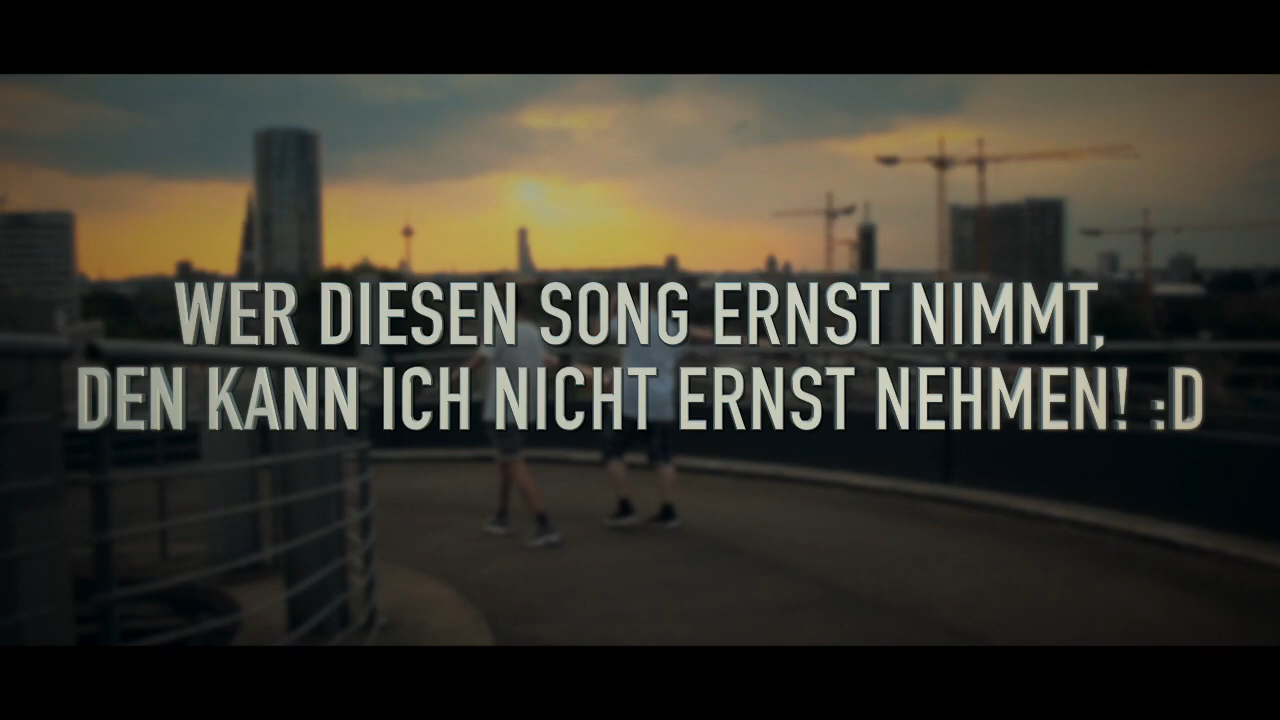 WER DIESEN SONG ERNST NIMMT,
DEN KANN ICH NICHT ERNST NEHMEN! :D